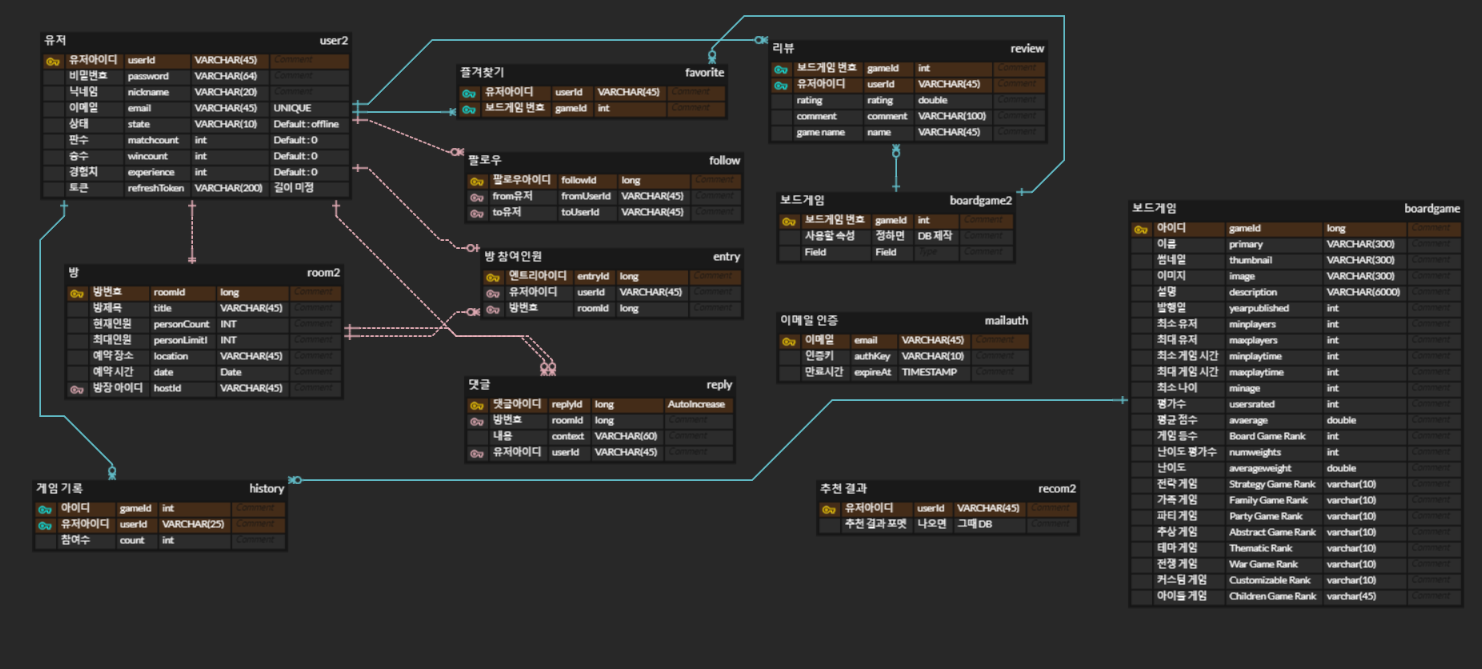 유저 user2
유저아이디 userId VARCHAR(45) Comment
비밀번호 password VARCHAR(64) Comment
닉네임 nickname VARCHAR(20) Comment
이메일 email VARCHAR(45) UNIQUE
상태 state VARCHAR(10) Default : offline
판수 matchcount int Default : 0
승수 wincount int Default : 0
경험치 experience int Default : 0
토큰 refreshToken VARCHAR(200) 길이 미정
즐겨찾기 favorite
유저아이디 userId VARCHAR(45) Comment
보드게임 번호 gameId int Comment
리뷰 review
보드게임 번호 gameId int Comment
유저아이디 userId VARCHAR(45) Comment
rating rating double Comment
comment comment VARCHAR(100) Comment
game name name VARCHAR(45) Comment
팔로우 follow
팔로우아이디 followId long Comment
from유저 fromUserId VARCHAR(45) Comment
to유저 toUserId VARCHAR(45) Comment
보드게임 boardgame2
보드게임 번호 gameId int Comment
사용할 속성 정하면 DB 제작 Comment
Field Field Type Comment
방 room2
방번호 roomId long Comment
방제목 title VARCHAR(45) Comment
현재인원 personCount INT Comment
최대인원 personLimitl INT Comment
예약 장소 location VARCHAR(45) Comment
예약 시간 date Date Comment
방장 아이디 hostId VARCHAR(45) Comment
방 참여인원 entry
엔트리아이디 entryId long Comment
유저아이디 userId VARCHAR(45) Comment
방번호 roomId long Comment
이메일 인증 mailauth
이메일 email VARCHAR(45) Comment
인증키 authKey VARCHAR(10) Comment
만료시간 expireAt TIMESTAMP Comment
댓글 reply
댓글아이디 replyId long AutoIncrease
방번호 roomId long Comment
내용 context VARCHAR(60) Comment
유저아이디 userId VARCHAR(45) Comment
게임 기록 history
아이디 gameId int Comment
유저아이디 userId VARCHAR(25) Comment
참여수 count int Comment
추천 결과 recom2
유저아이디 userId VARCHAR(45) Comment
추천 결과 포맷 나오면 그때 DB Comment
보드게임 boardgame
아이디 gameId long Comment
이름 primary VARCHAR(300) Comment
썸네일 thumbnail VARCHAR(300) Comment
이미지 image VARCHAR(300) Comment
설명 description VARCHAR(6000) Comment
발행일 yearpublished int Comment
최소 유저 minplayers int Comment
최대 유저 maxplayers int Comment
최소 게임 시간 minplaytime int Comment
최대 게임 시간 maxplaytime int Comment
최소 나이 minage int Comment
평가수 usersrated int Comment
평균 점수 avaerage double Comment
게임 등수 Board Game Rank int Comment
난이도 평가수 numweights int Comment
난이도 averageweight double Comment
전략 게임 Strategy Game Rank varchar(10) Comment
가족 게임 Family Game Rank varchar(10) Comment
파티 게임 Party Game Rank varchar(10) Comment
추상 게임 Abstract Game Rank varchar(10) Comment
테마 게임 Thematic Rank varchar(10) Comment
전쟁 게임 War Game Rank varchar(10) Comment
커스텀 게임 Customizable Rank varchar(10) Comment
아이들 게임 Children Game Rank varchar(45) Comment